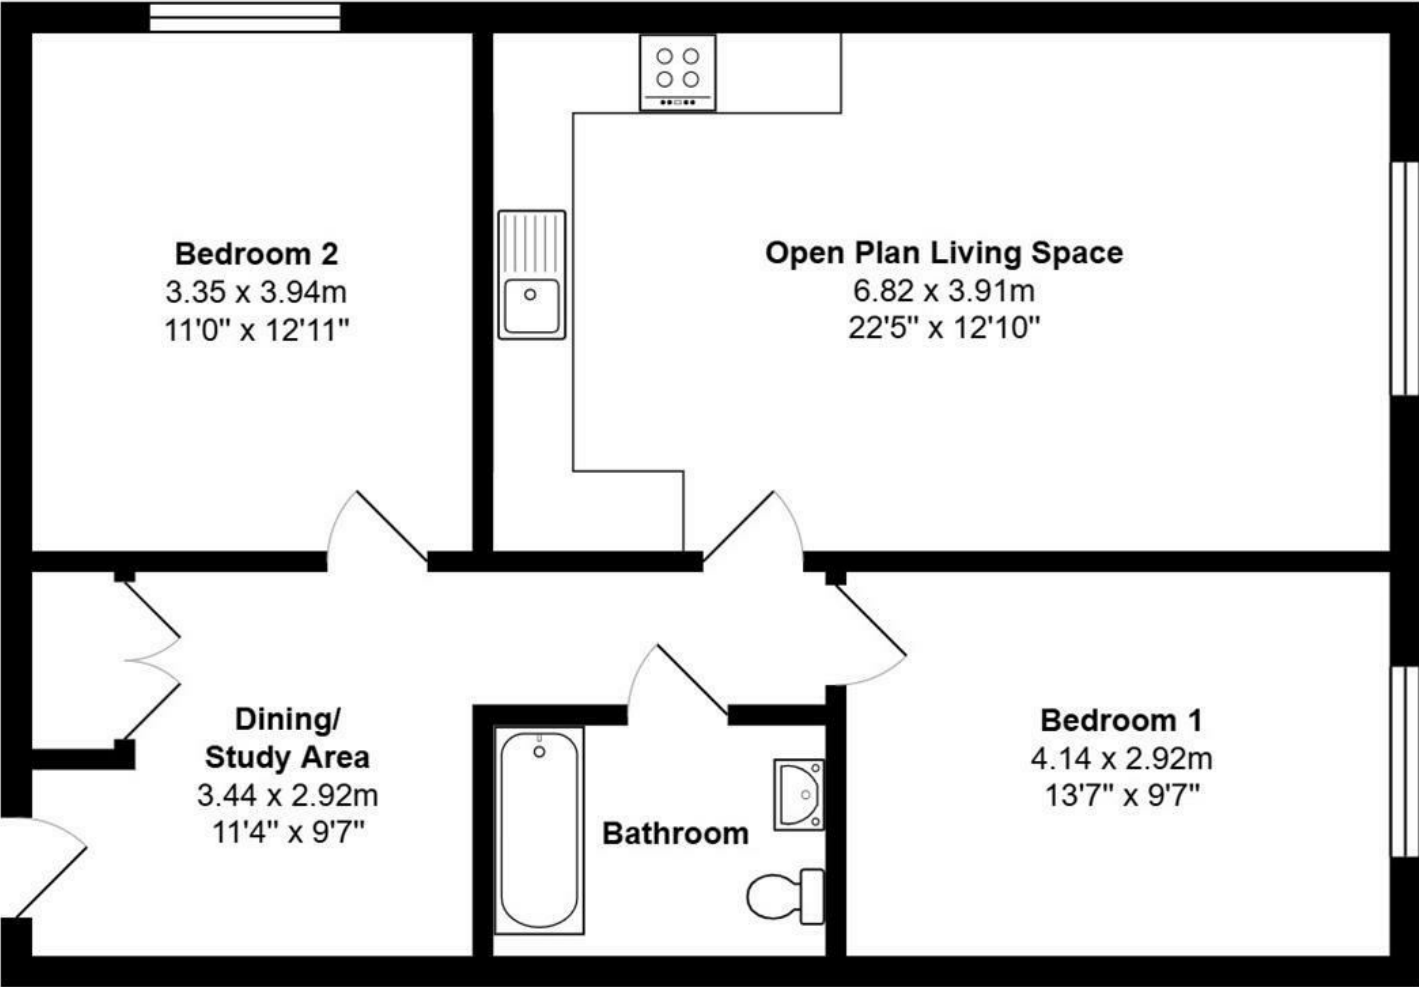 Bedroom 2
3.35 x 3.94m
11'0" x 12'11"
Open Plan Living Space
6.82 x 3.91m
22'5" x 12'10"
Dining/
Study Area
3.44 x 2.92m
11'4" x 9'7"
Bathroom
Bedroom 1
4.14 x 2.92m
13'7" x 9'7"